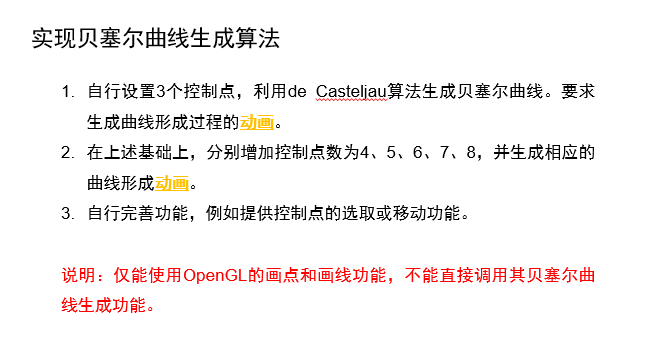 实现贝塞尔曲线生成算法
1. 自行设置3个控制点，利用de Casteljau算法生成贝塞尔曲线。要求
生成曲线形成过程的动画。
2. 在上述基础上，分别增加控制点数为4、5、6、7、8，并生成相应的
曲线形成动画。
3. 自行完善功能，例如提供控制点的选取或移动功能。
说明：仅能使用OpenGL的画点和画线功能，不能直接调用其贝塞尔曲
线生成功能。